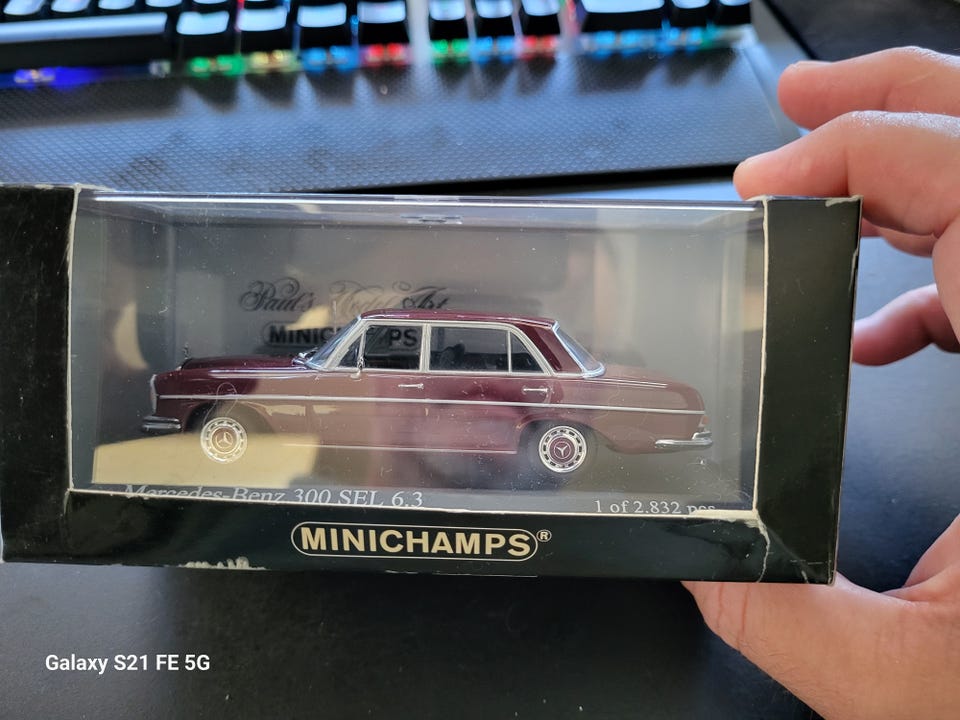 Paul's Model Art
MINICHAMPS
Mercedes-Benz 300 SEL 6.3
1 of 2.832 pcs
MINICHAMPS®
Galaxy S21 FE 5G